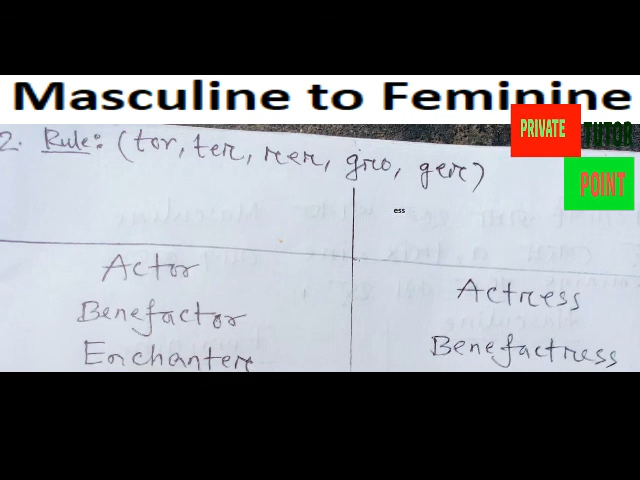 Masculine to Feminine
PRIVATE TUTOR
POINT
2. Rule: (tor, ter, rer, gro, ger)
ess
Actor
Actress
Benefactor
Benefactress
Enchanter